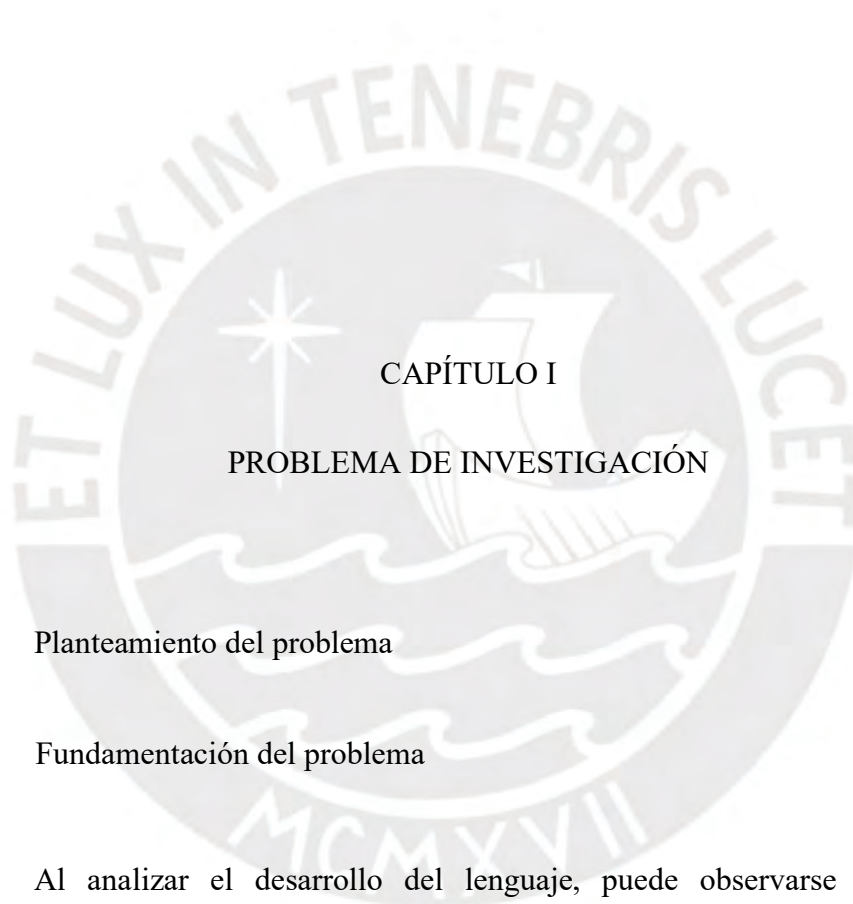 ET LUX IN TENEBRIS LUCET
CAPÍTULO I
PROBLEMA DE INVESTIGACIÓN
Planteamiento del problema
Fundamentación del problema
MCMXVII
Al analizar el desarrollo del lenguaje, puede observarse